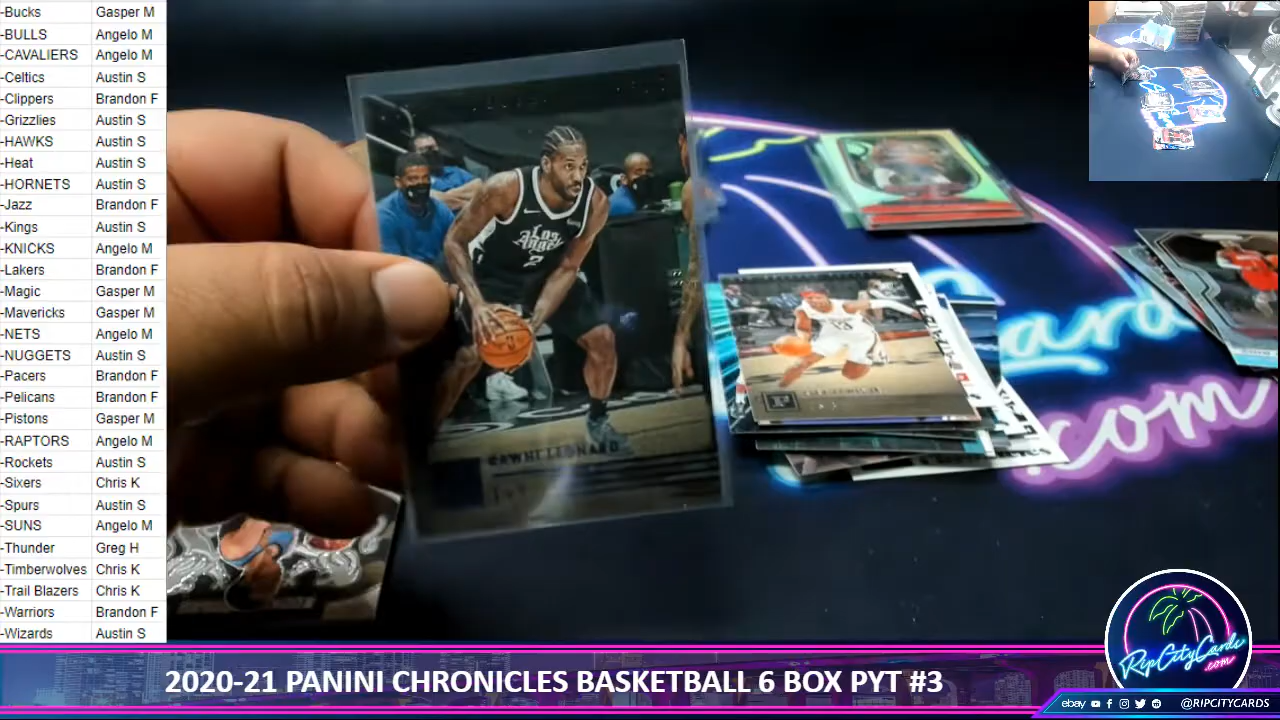 -Bucks Gasper M
-BULLS Angelo M
-CAVALIERS Angelo M
-Celtics Austin S
-Clippers Brandon F
-Grizzlies Austin S
-HAWKS Austin S
-Heat Austin S
-HORNETS Austin S
-Jazz Brandon F
-Kings Austin S
-KNICKS Angelo M
-Lakers Brandon F
-Magic Gasper M
-Mavericks Gasper M
-NETS Angelo M
-NUGGETS Austin S
-Pacers Brandon F
-Pelicans Brandon F
-Pistons Gasper M
-RAPTORS Angelo M
-Rockets Austin S
-Sixers Chris K
-Spurs Austin S
-SUNS Angelo M
-Thunder Greg H
-Timberwolves Chris K
-Trail Blazers Chris K
-Warriors Brandon F
-Wizards Austin S
Los
Angeles
2
KAWHI LEONARD
ards
.com
RipCityCards
.com
2020-21 PANINI CHRONICLES BASKETBALL 6 BOX PYT #3
ebay @RIPCITYCARDS